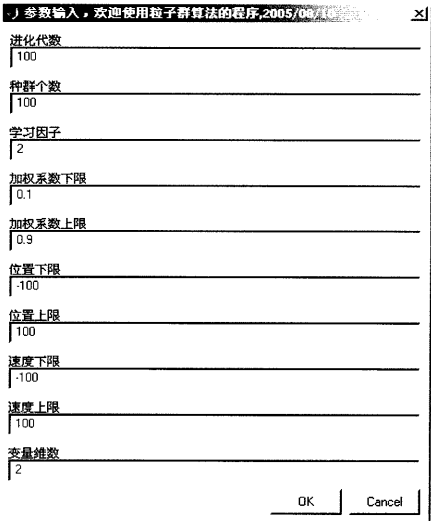 参数输入，欢迎使用粒子群算法的程序,2005/08/
进化代数
100
种群个数
100
学习因子
2
加权系数下限
0.1
加权系数上限
0.9
位置下限
-100
位置上限
100
速度下限
-100
速度上限
100
变量维数
2
OK Cancel